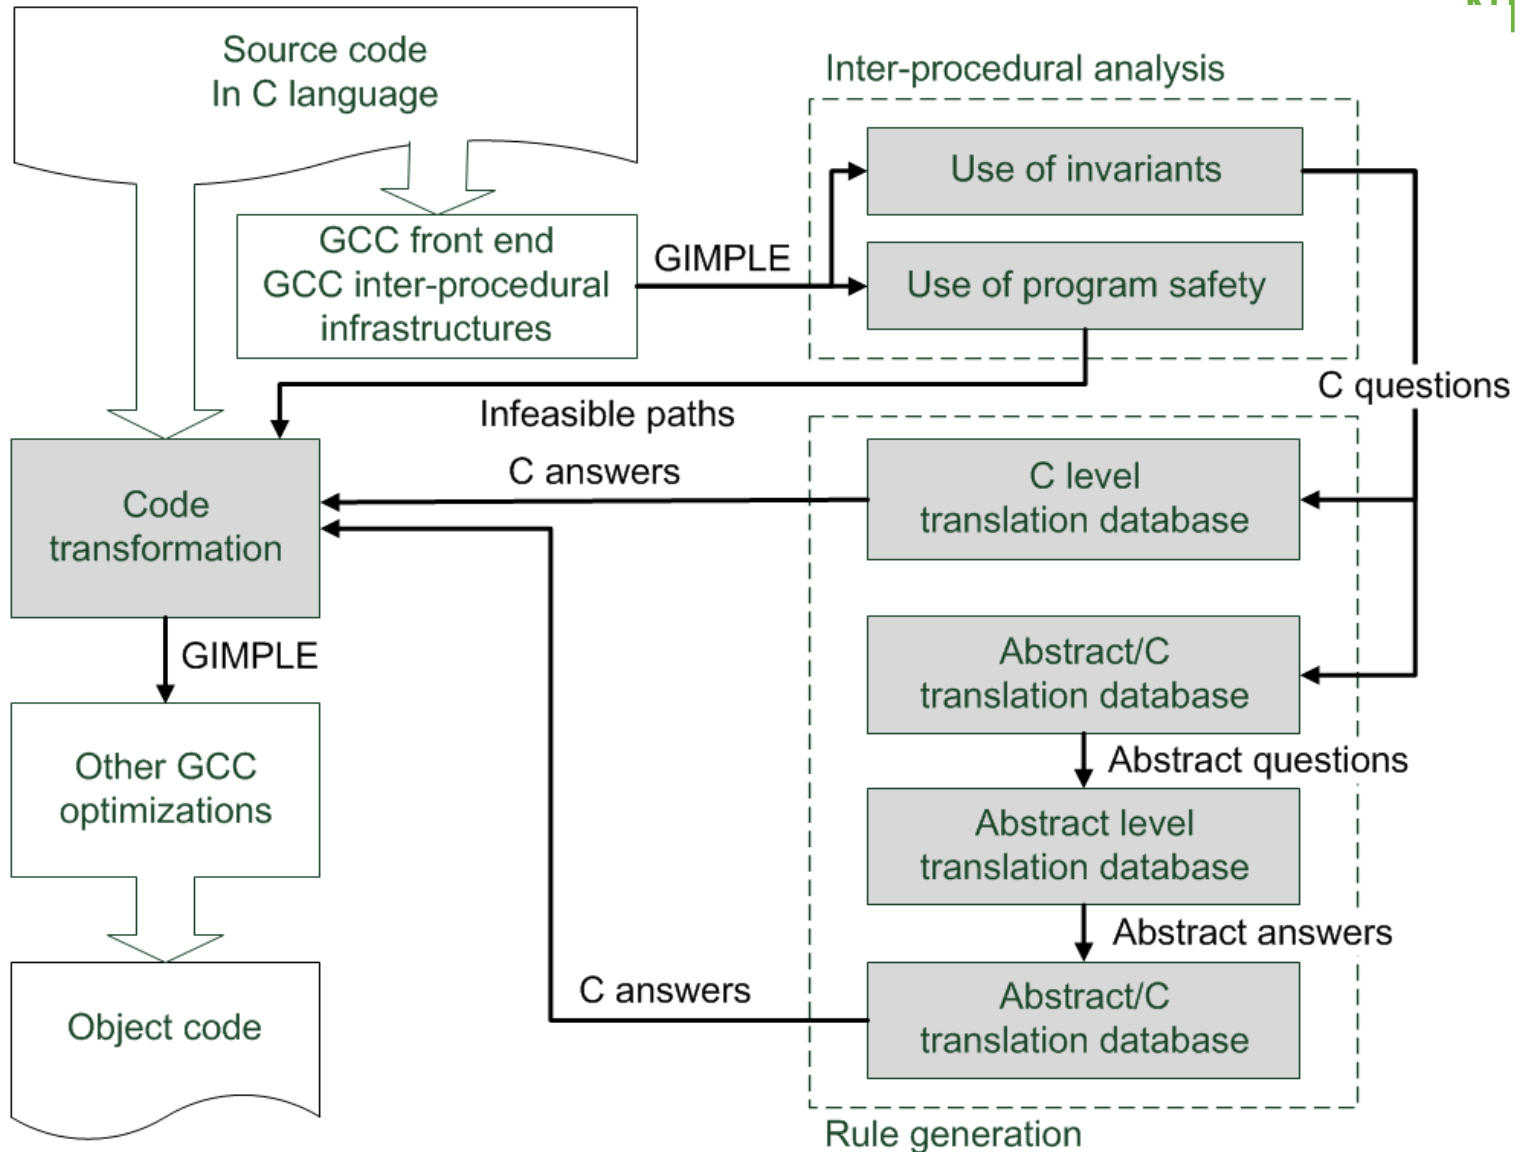 Source code
In C language
Inter-procedural analysis
Use of invariants
GCC front end
GCC inter-procedural
infrastructures
GIMPLE
Use of program safety
C questions
Infeasible paths
C answers
C level
translation database
Code
transformation
GIMPLE
Abstract/C
translation database
Other GCC
optimizations
Abstract questions
Abstract level
translation database
Abstract answers
C answers
Abstract/C
translation database
Object code
Rule generation